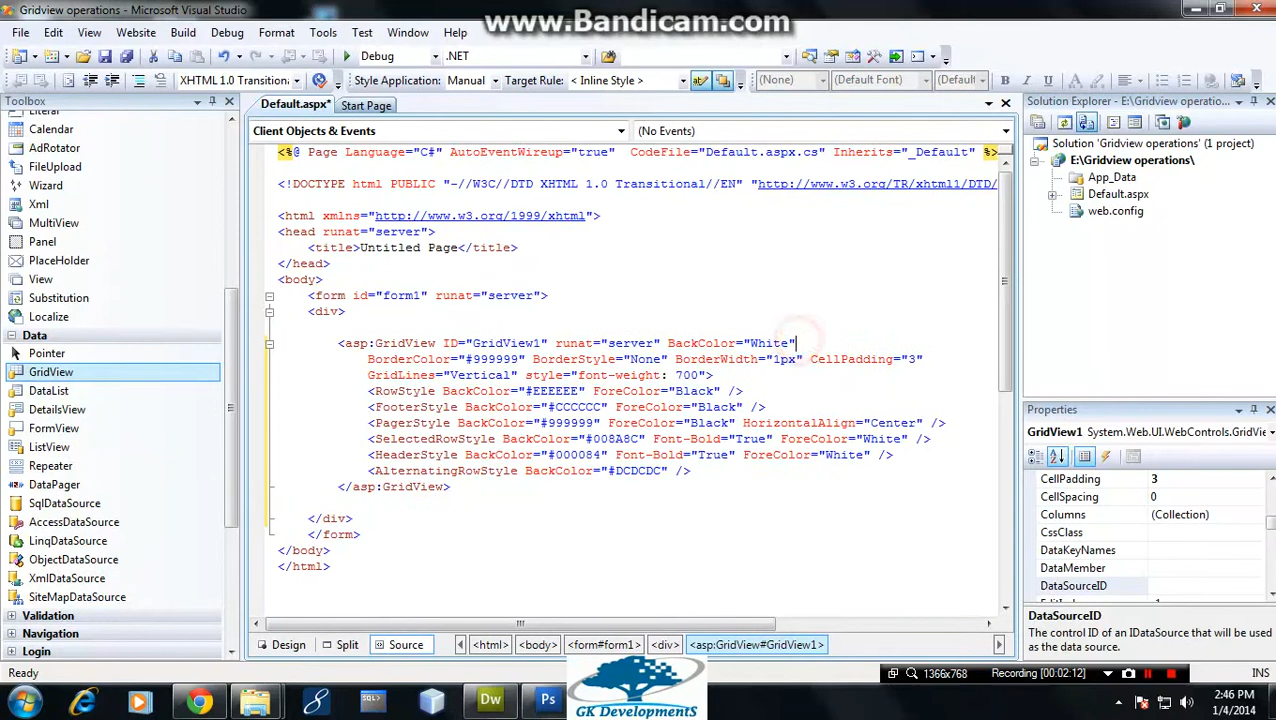 Gridview operations - Microsoft Visual Studio
www.Bandicam.com
File Edit View Website Build Debug Format Tools Test Window Help
Debug .NET
XHTML 1.0 Transition Style Application: Manual Target Rule: < Inline Style > (None) (Default Font) (Default B I U
Toolbox
Default.aspx* Start Page
Solution Explorer - E:\Gridview operatio...
Client Objects & Events (No Events)
Literal
Calendar
AdRotator
FileUpload
Wizard
Xml
MultiView
Panel
PlaceHolder
View
Substitution
Localize
Data
Pointer
GridView
DataList
DetailsView
FormView
ListView
Repeater
DataPager
SqlDataSource
AccessDataSource
LinqDataSource
ObjectDataSource
XmlDataSource
SiteMapDataSource
Validation
Navigation
Login
<%@ Page Language="C#" AutoEventWireup="true"  CodeFile="Default.aspx.cs" Inherits="_Default" %>
<!DOCTYPE html PUBLIC "-//W3C//DTD XHTML 1.0 Transitional//EN" "http://www.w3.org/TR/xhtml1/DTD/
<html xmlns="http://www.w3.org/1999/xhtml">
<head runat="server">
<title>Untitled Page</title>
</head>
<body>
<form id="form1" runat="server">
<div>
<asp:GridView ID="GridView1" runat="server" BackColor="White"
BorderColor="#999999" BorderStyle="None" BorderWidth="1px" CellPadding="3"
GridLines="Vertical" style="font-weight: 700">
<RowStyle BackColor="#EEEEEE" ForeColor="Black" />
<FooterStyle BackColor="#CCCCCC" ForeColor="Black" />
<PagerStyle BackColor="#999999" ForeColor="Black" HorizontalAlign="Center" />
<SelectedRowStyle BackColor="#008A8C" Font-Bold="True" ForeColor="White" />
<HeaderStyle BackColor="#000084" Font-Bold="True" ForeColor="White" />
<AlternatingRowStyle BackColor="#DCDCDC" />
</asp:GridView>
</div>
</form>
</body>
</html>
Design Split Source <html> <body> <form#form1> <div> <asp:GridView#GridView1>
Solution 'Gridview operations' (1 project)
E:\Gridview operations\
App_Data
Default.aspx
web.config
Properties
GridView1 System.Web.UI.WebControls.GridVie
CellPadding 3
CellSpacing 0
Columns (Collection)
CssClass
DataKeyNames
DataMember
DataSourceID
DataSourceID
The control ID of an IDataSource that will be used as the data source.
Ready
1366x768 Recording [00:02:12]
INS
SQL
Dw
Ps
GK DevelopmentS
2:46 PM
1/4/2014